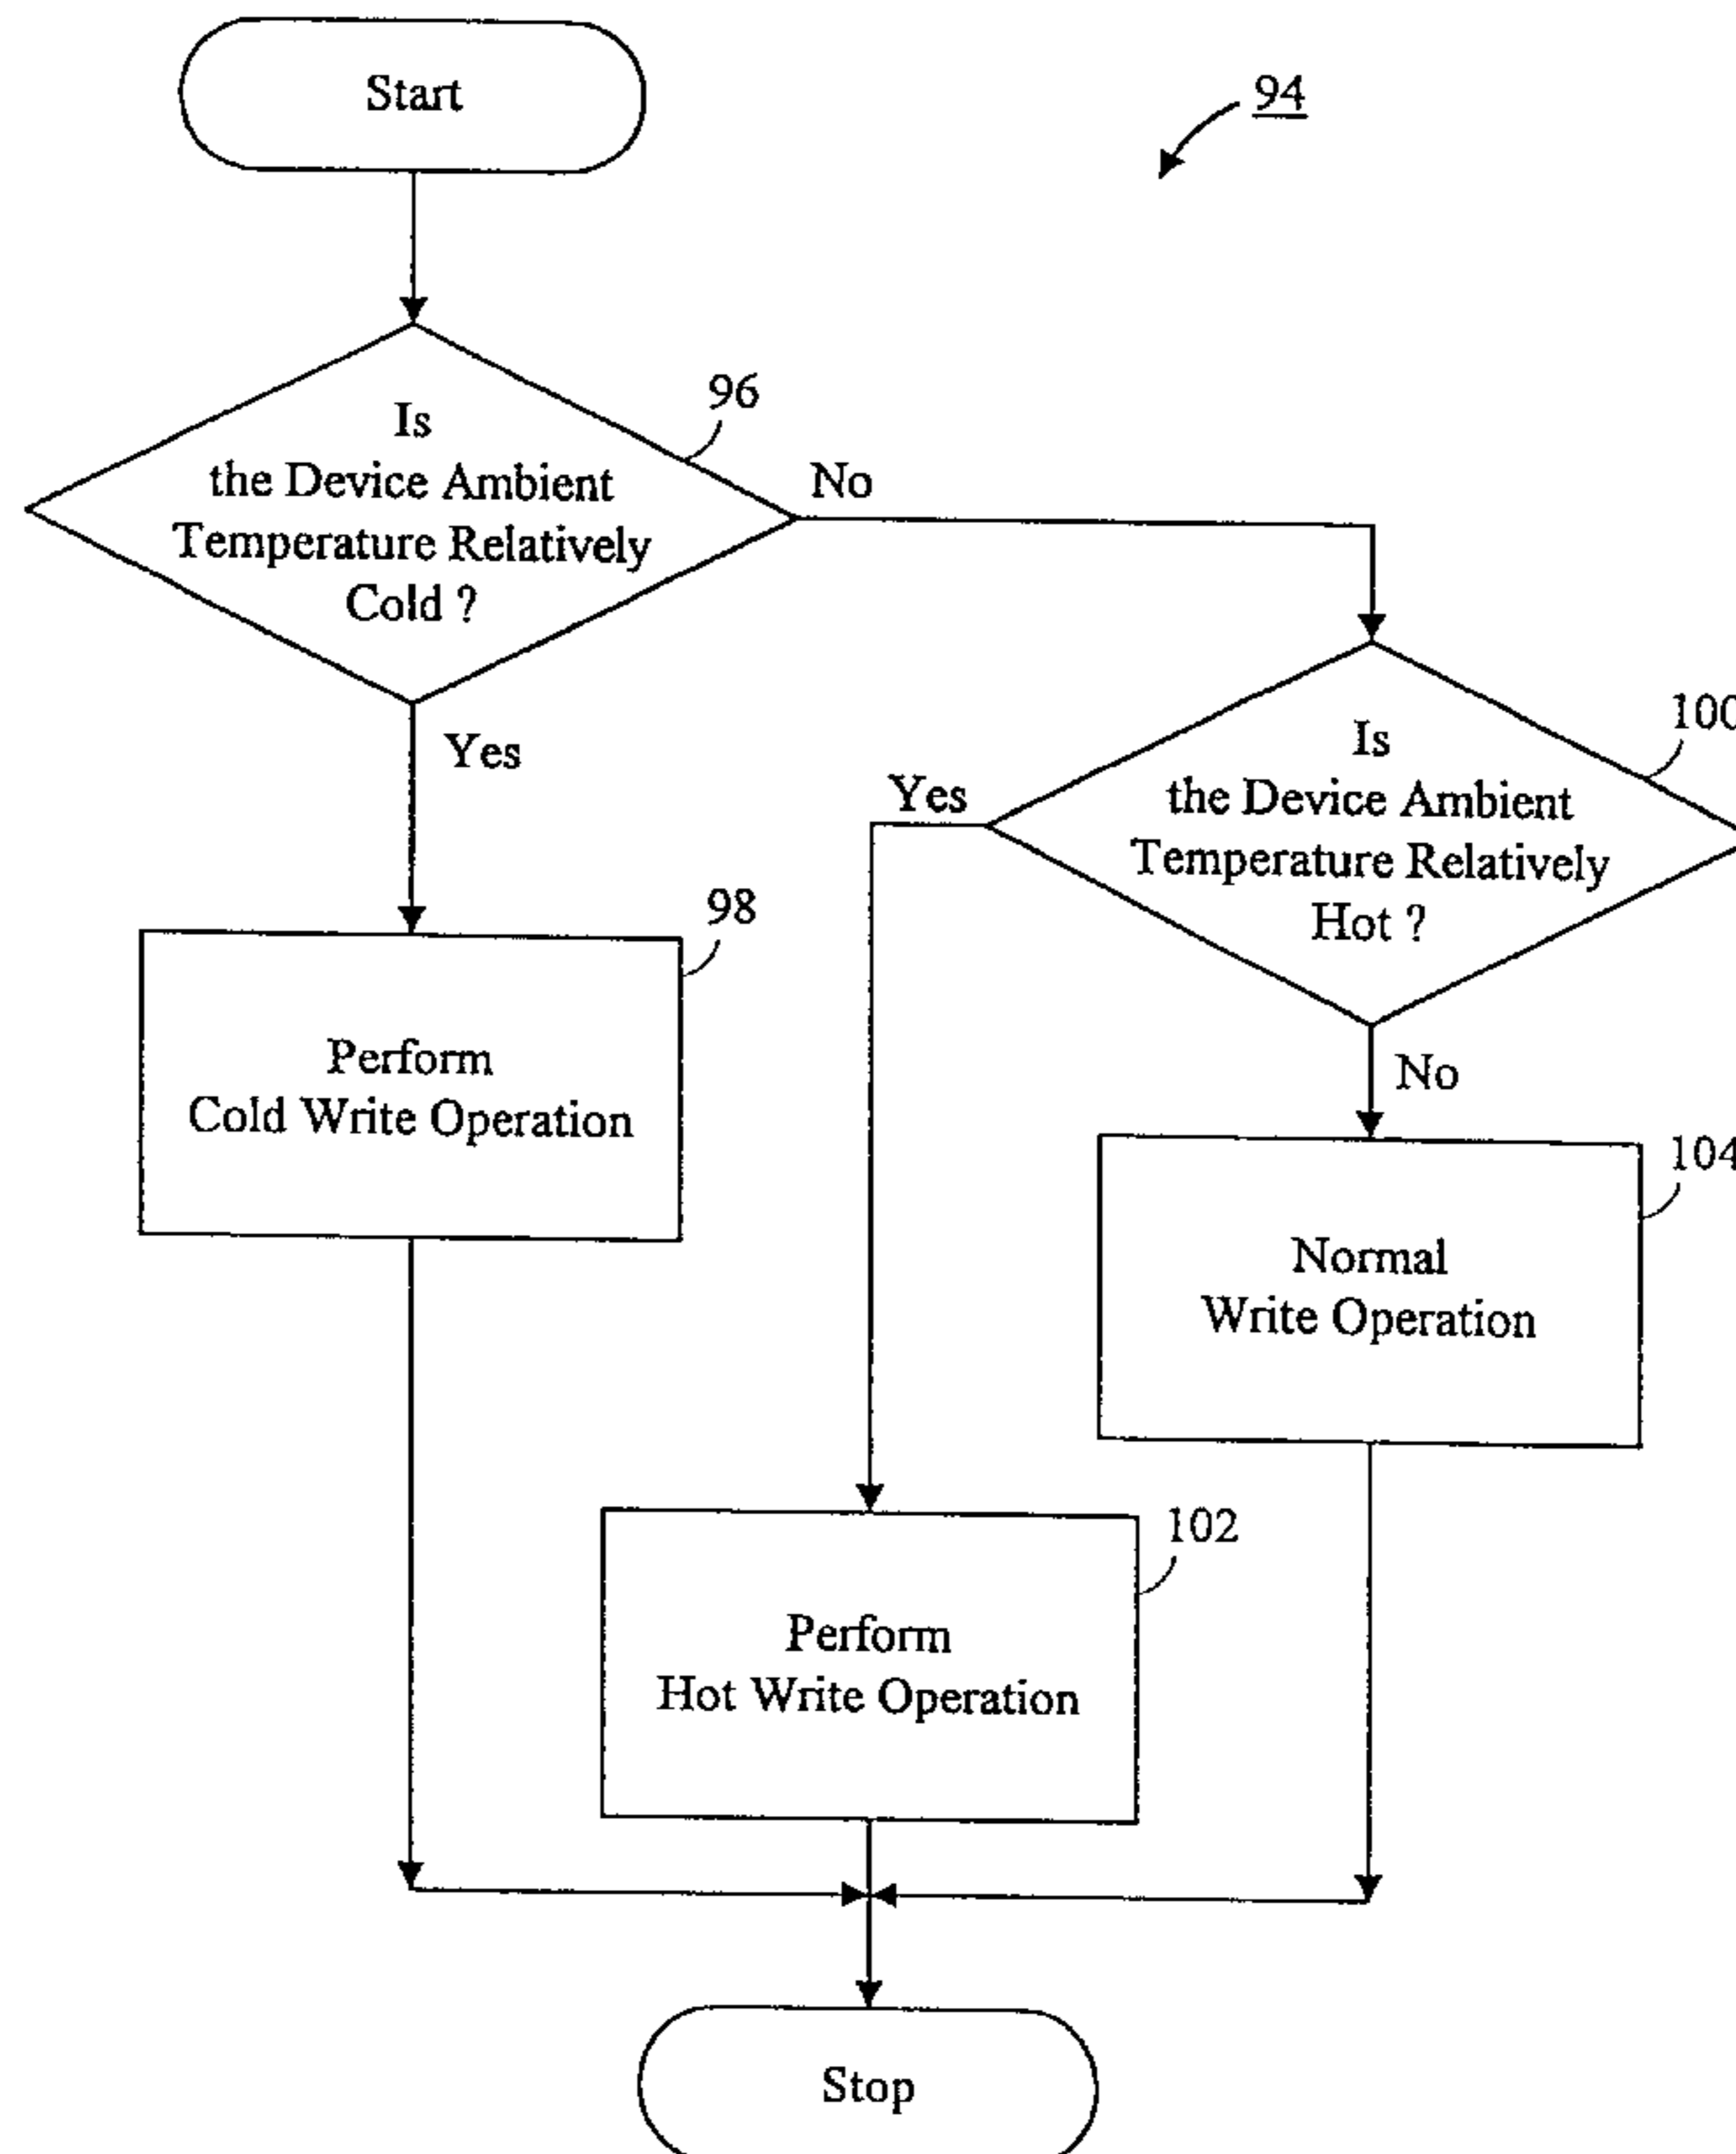 Start
94
96
Is
the Device Ambient
Temperature Relatively
Cold ?
No
Yes
100
Is
the Device Ambient
Temperature Relatively
Hot ?
Yes
No
98
Perform
Cold Write Operation
104
Normal
Write Operation
102
Perform
Hot Write Operation
Stop